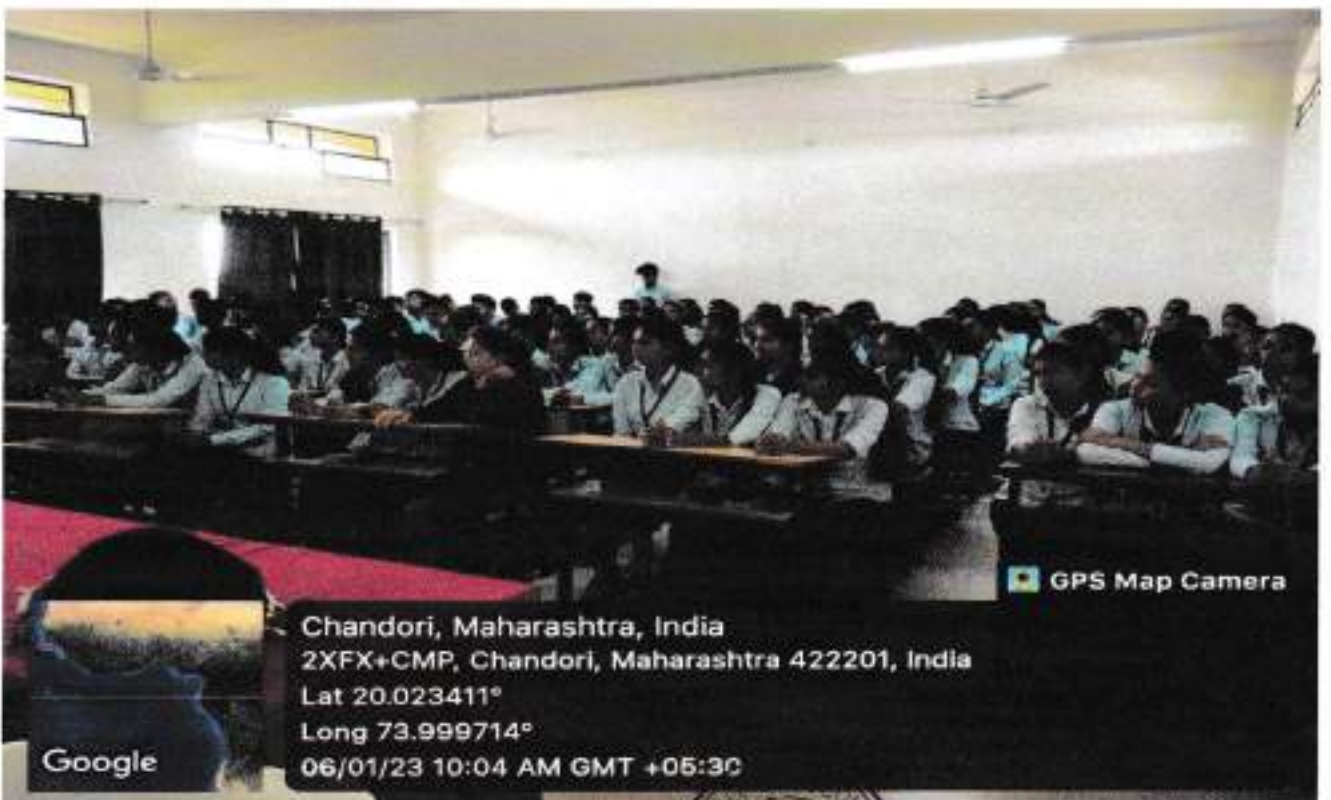 GPS Map Camera
Chandori, Maharashtra, India
2XFX+CMP, Chandori, Maharashtra 422201, India
Lat 20.023411°
Long 73.999714°
06/01/23 10:04 AM GMT +05:30
Google